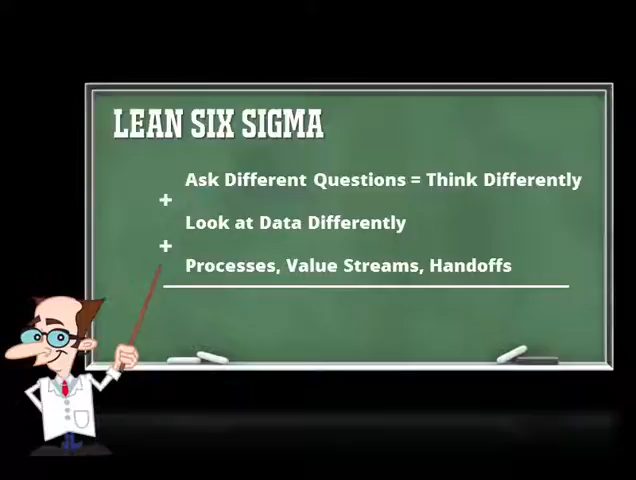 LEAN SIX SIGMA
Ask Different Questions = Think Differently
+
Look at Data Differently
+
Processes, Value Streams, Handoffs